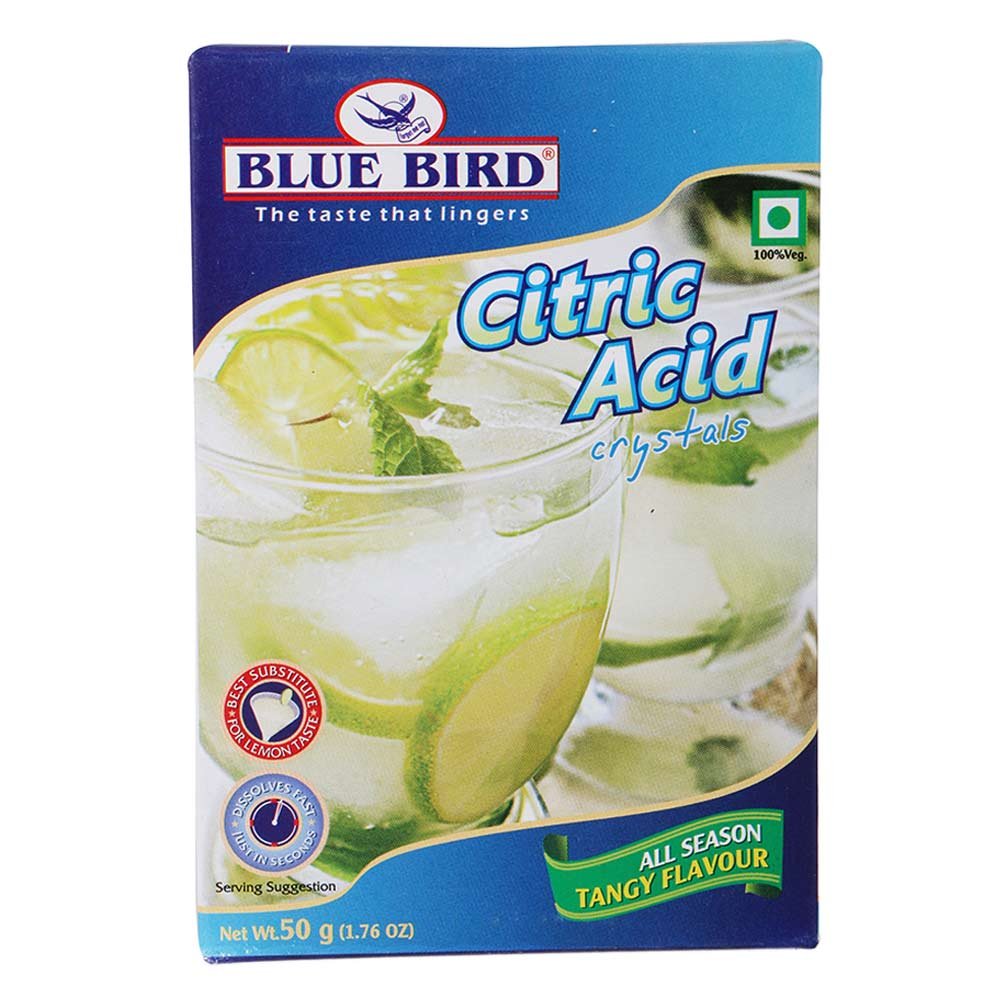 BLUE BIRD®
The taste that lingers
100%Veg.
Citric
Acid
crystals
BEST SUBSTITUTE
FOR LEMON TASTE
DISSOLVES FAST
JUST IN SECONDS
Serving Suggestion
ALL SEASON
TANGY FLAVOUR
Net Wt.50 g (1.76 OZ)